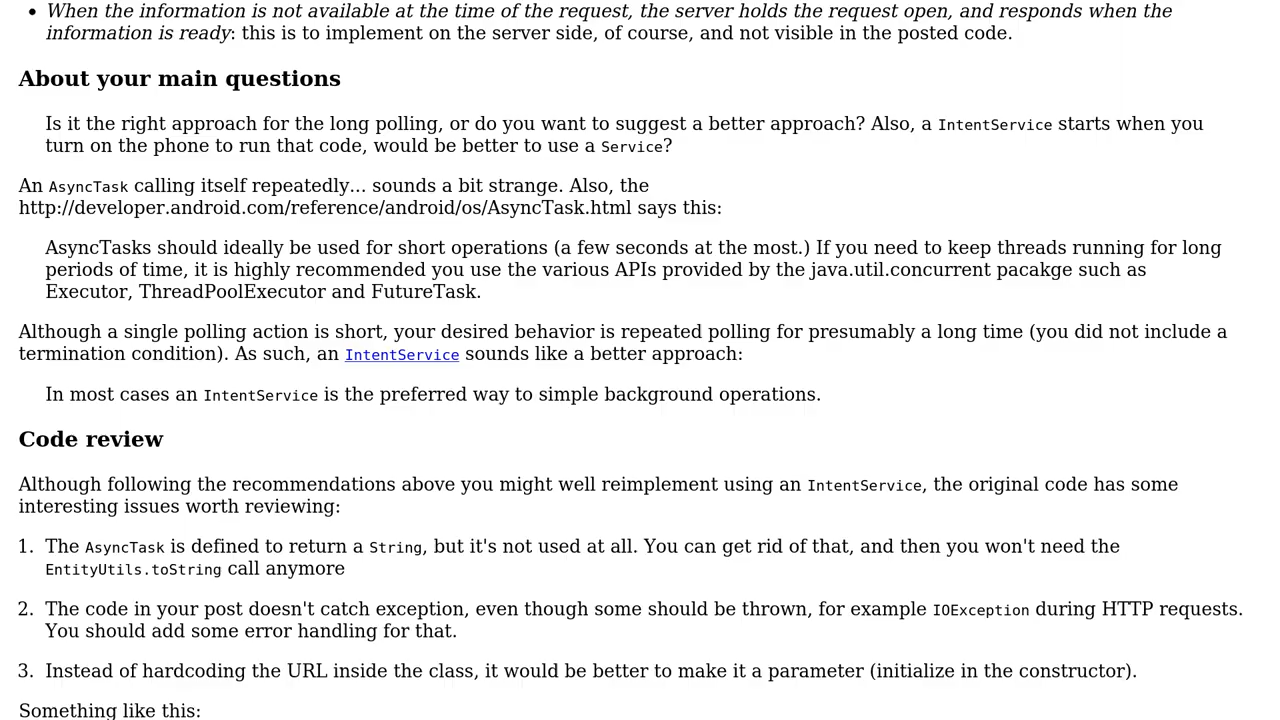 • When the information is not available at the time of the request, the server holds the request open, and responds when the
information is ready: this is to implement on the server side, of course, and not visible in the posted code.
About your main questions
Is it the right approach for the long polling, or do you want to suggest a better approach? Also, a IntentService starts when you
turn on the phone to run that code, would be better to use a Service?
An AsyncTask calling itself repeatedly... sounds a bit strange. Also, the
http://developer.android.com/reference/android/os/AsyncTask.html says this:
AsyncTasks should ideally be used for short operations (a few seconds at the most.) If you need to keep threads running for long
periods of time, it is highly recommended you use the various APIs provided by the java.util.concurrent pacakge such as
Executor, ThreadPoolExecutor and FutureTask.
Although a single polling action is short, your desired behavior is repeated polling for presumably a long time (you did not include a
termination condition). As such, an IntentService sounds like a better approach:
In most cases an IntentService is the preferred way to simple background operations.
Code review
Although following the recommendations above you might well reimplement using an IntentService, the original code has some
interesting issues worth reviewing:
1. The AsyncTask is defined to return a String, but it's not used at all. You can get rid of that, and then you won't need the
EntityUtils.toString call anymore
2. The code in your post doesn't catch exception, even though some should be thrown, for example IOException during HTTP requests.
You should add some error handling for that.
3. Instead of hardcoding the URL inside the class, it would be better to make it a parameter (initialize in the constructor).
Something like this: